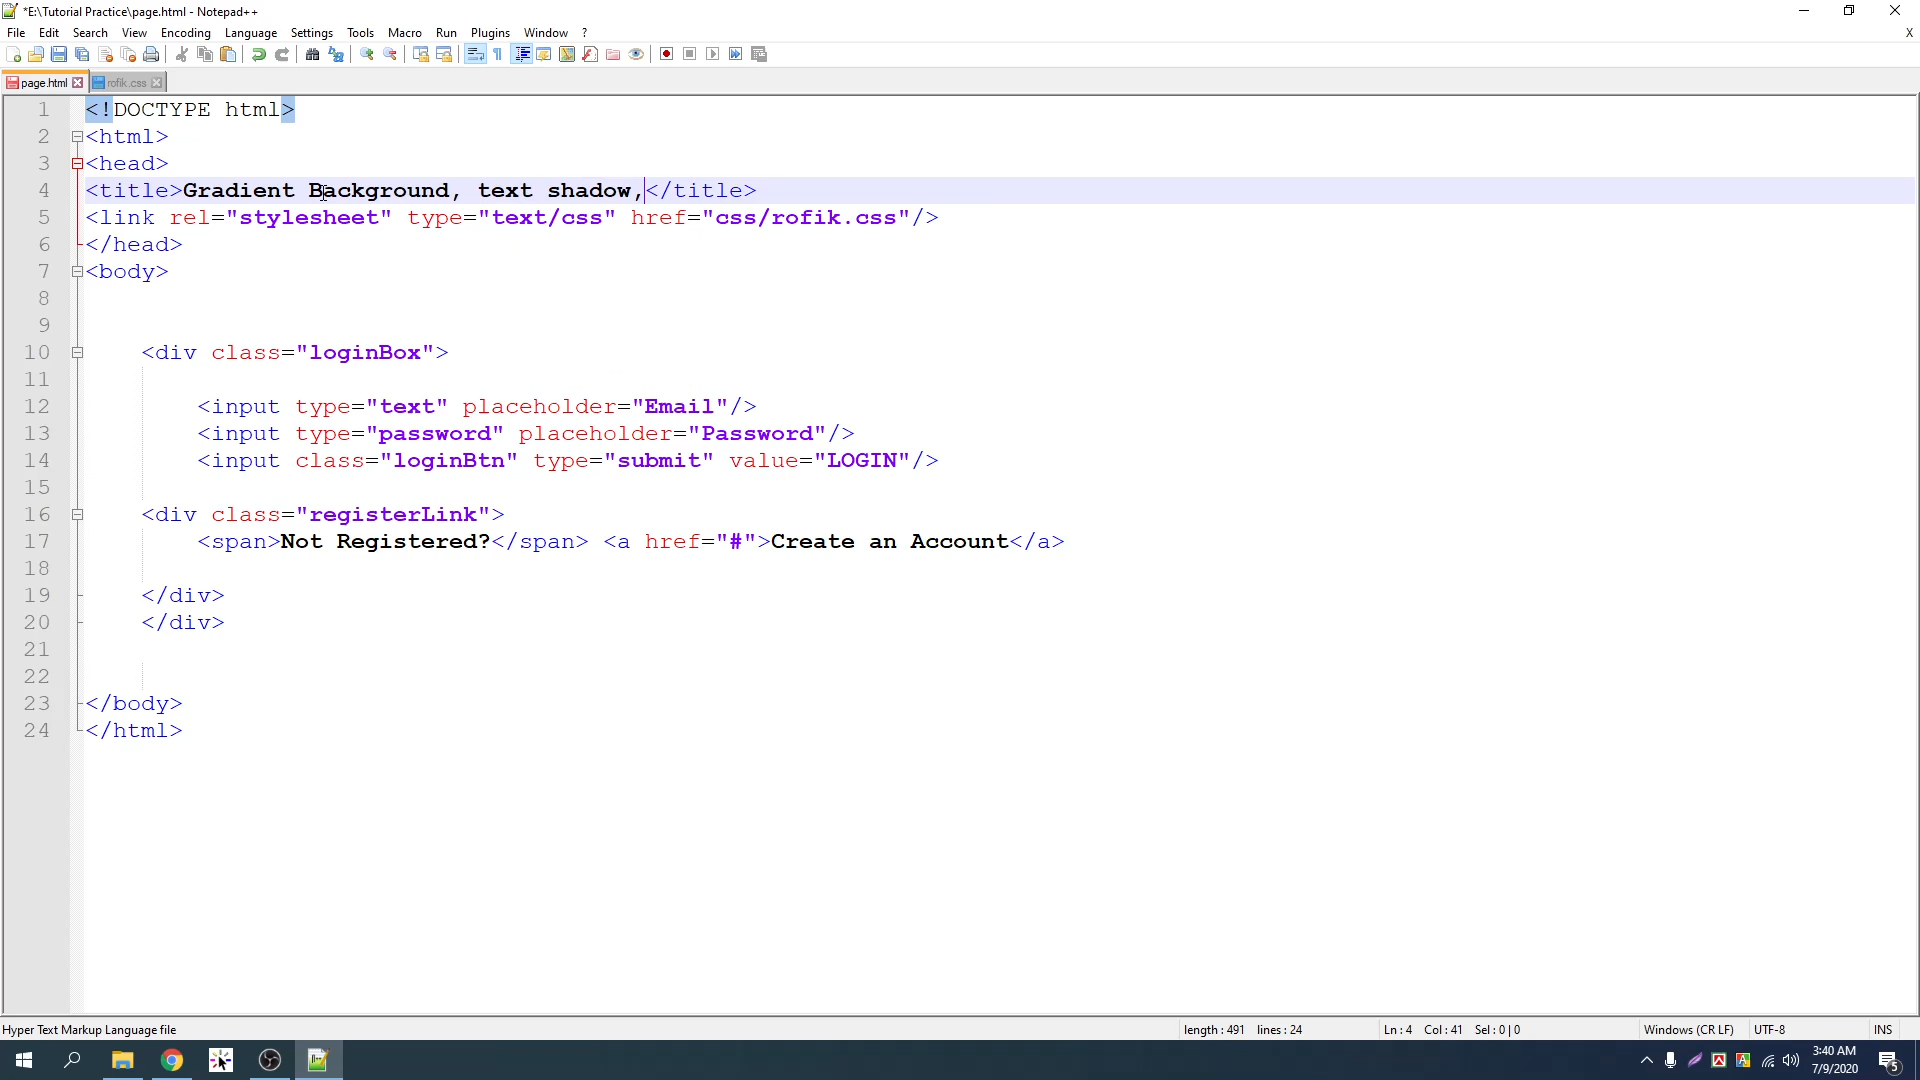 *E:\Tutorial Practice\page.html - Notepad++
File Edit Search View Encoding Language Settings Tools Macro Run Plugins Window ? X
page.html rofik.css
1 <!DOCTYPE html>
2 <html>
3 <head>
4 <title>Gradient Background, text shadow,</title>
5 <link rel="stylesheet" type="text/css" href="css/rofik.css"/>
6 </head>
7 <body>
8
9
10 <div class="loginBox">
11
12 <input type="text" placeholder="Email"/>
13 <input type="password" placeholder="Password"/>
14 <input class="loginBtn" type="submit" value="LOGIN"/>
15
16 <div class="registerLink">
17 <span>Not Registered?</span> <a href="#">Create an Account</a>
18
19 </div>
20 </div>
21
22
23 </body>
24 </html>
Hyper Text Markup Language file length : 491 lines : 24 Ln : 4 Col : 41 Sel : 0 | 0 Windows (CR LF) UTF-8 INS
3:40 AM
7/9/2020
5